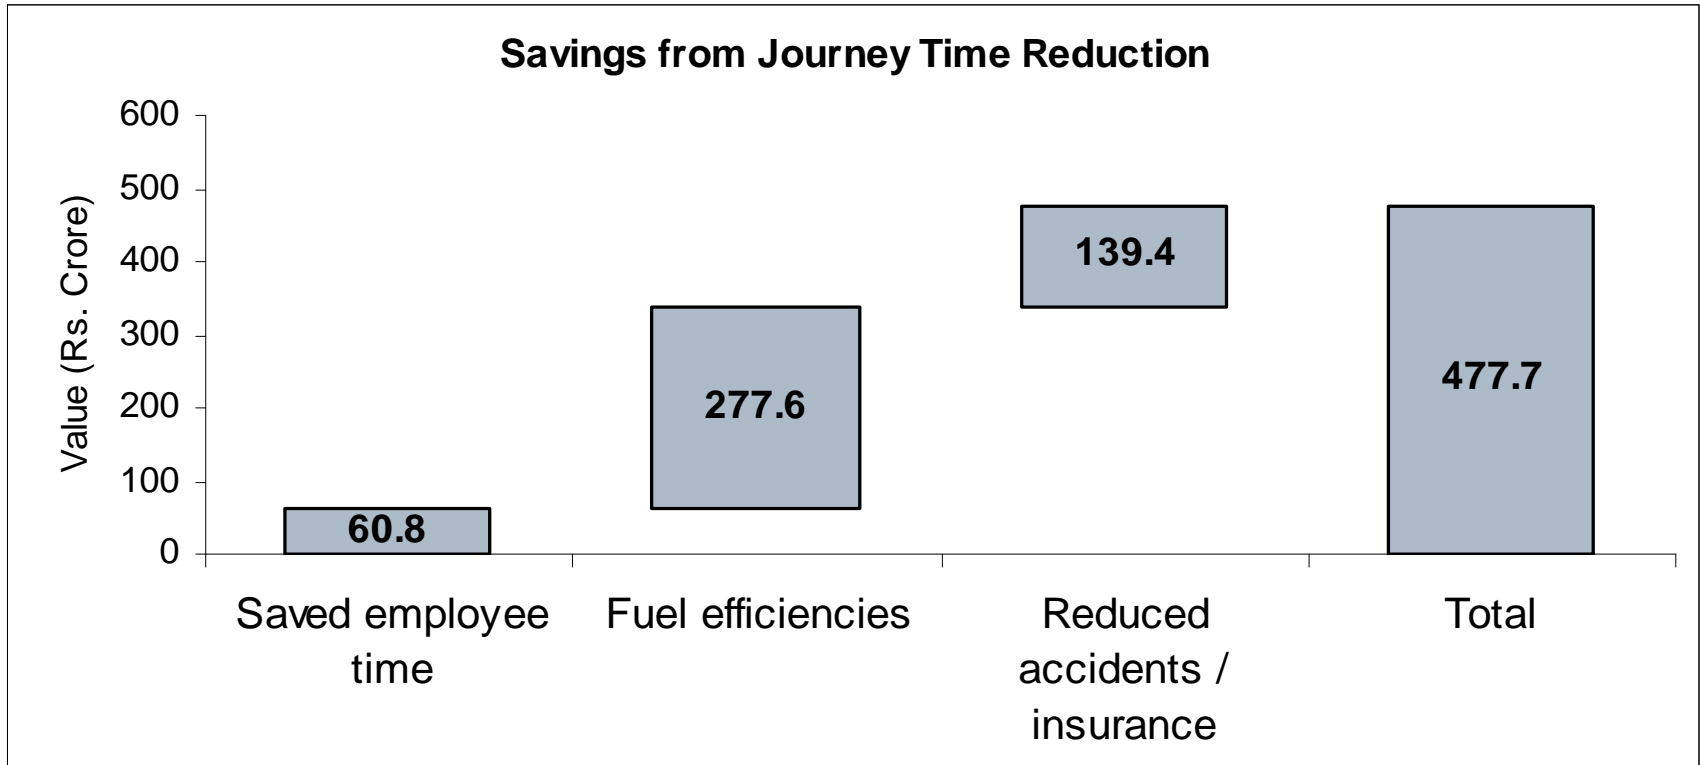 Savings from Journey Time Reduction
600
500
400
300
200
100
0
Value (Rs. Crore)
60.8
277.6
139.4
477.7
Saved employee
time
Fuel efficiencies
Reduced
accidents /
insurance
Total